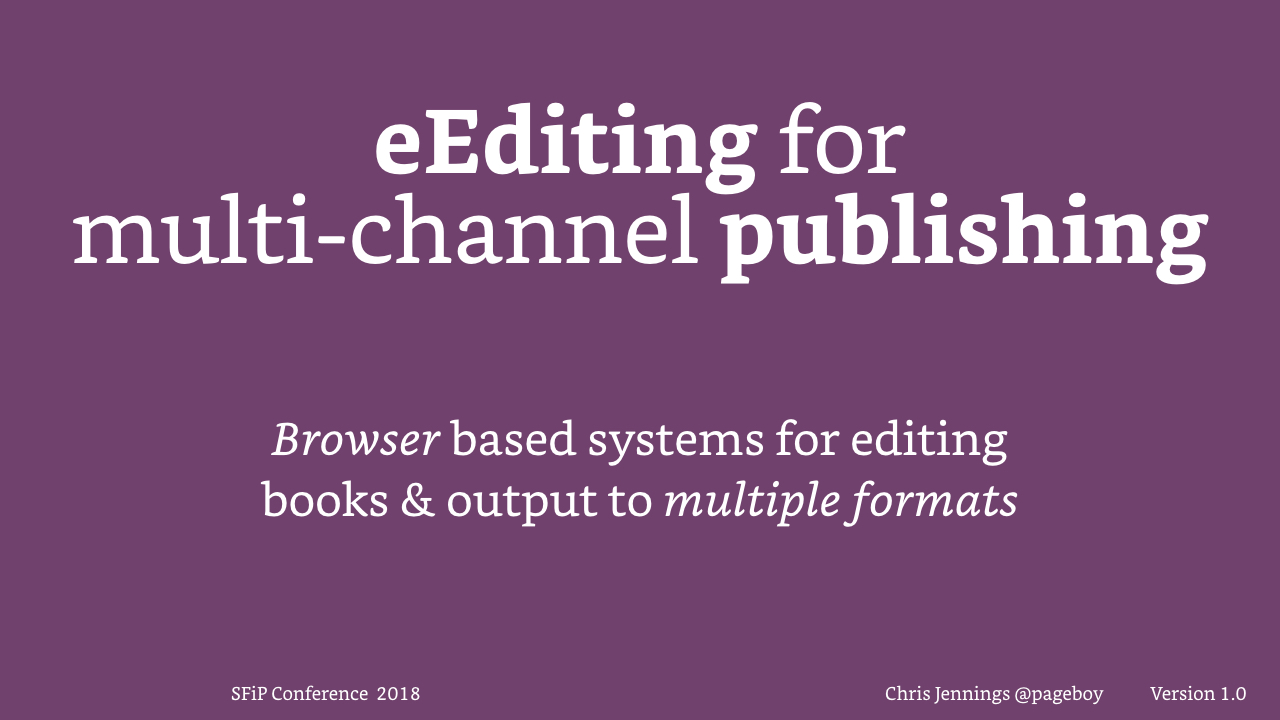 eEditing for
multi-channel publishing
Browser based systems for editing
books & output to multiple formats
SFiP Conference 2018
Chris Jennings @pageboy
Version 1.0